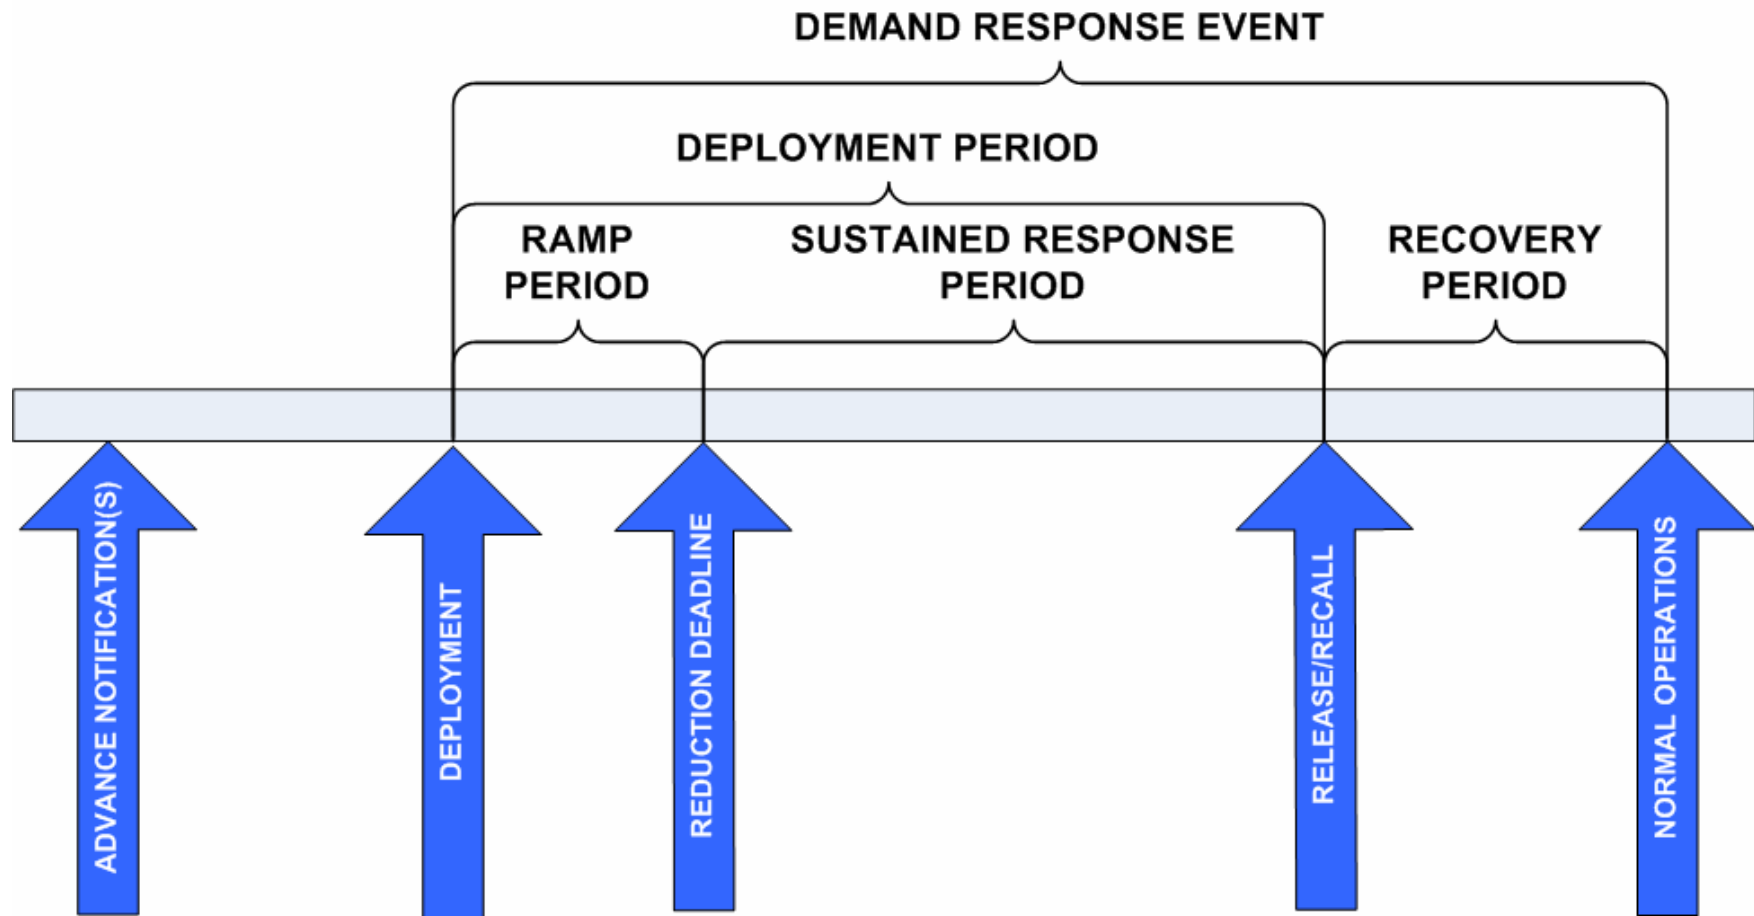 DEMAND RESPONSE EVENT
DEPLOYMENT PERIOD
RAMP
PERIOD
SUSTAINED RESPONSE
PERIOD
RECOVERY
PERIOD
ADVANCE NOTIFICATION(S)
DEPLOYMENT
REDUCTION DEADLINE
RELEASE/RECALL
NORMAL OPERATIONS